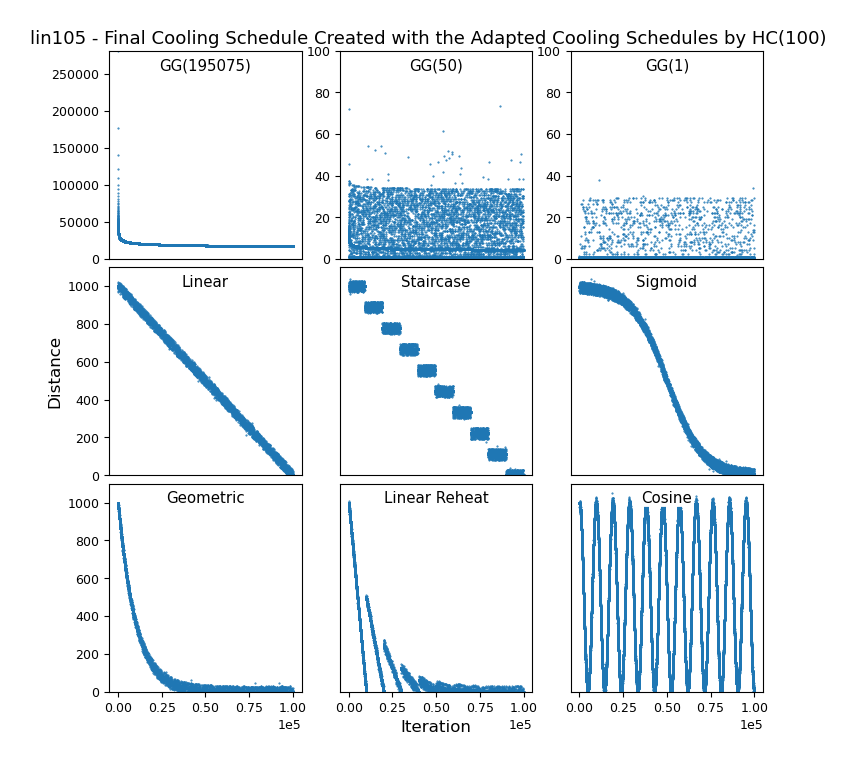 lin105 - Final Cooling Schedule Created with the Adapted Cooling Schedules by HC(100)
GG(195075)
GG(50)
GG(1)
250000
200000
150000
100000
50000
0
100
80
60
40
20
0
100
80
60
40
20
0
Linear
Staircase
Sigmoid
Distance
1000
800
600
400
200
0
Geometric
Linear Reheat
Cosine
1000
800
600
400
200
0
0.00 0.25 0.50 0.75 1.00
1e5
0.00 0.25 0.50 0.75 1.00
1e5
0.00 0.25 0.50 0.75 1.00
1e5
Iteration